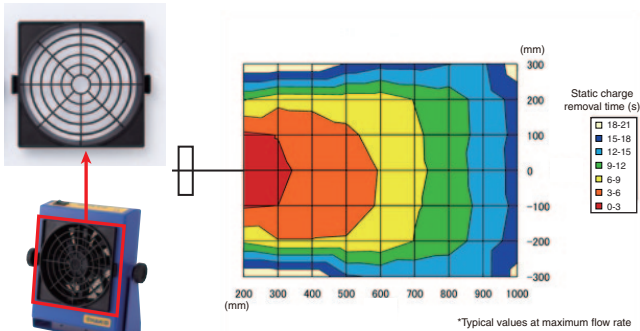 (mm)
300
200
100
0
-100
-200
-300
200 300 400 500 600 700 800 900 1000
(mm)
Static charge
removal time (s)
18-21
15-18
12-15
9-12
6-9
3-6
0-3
*Typical values at maximum flow rate